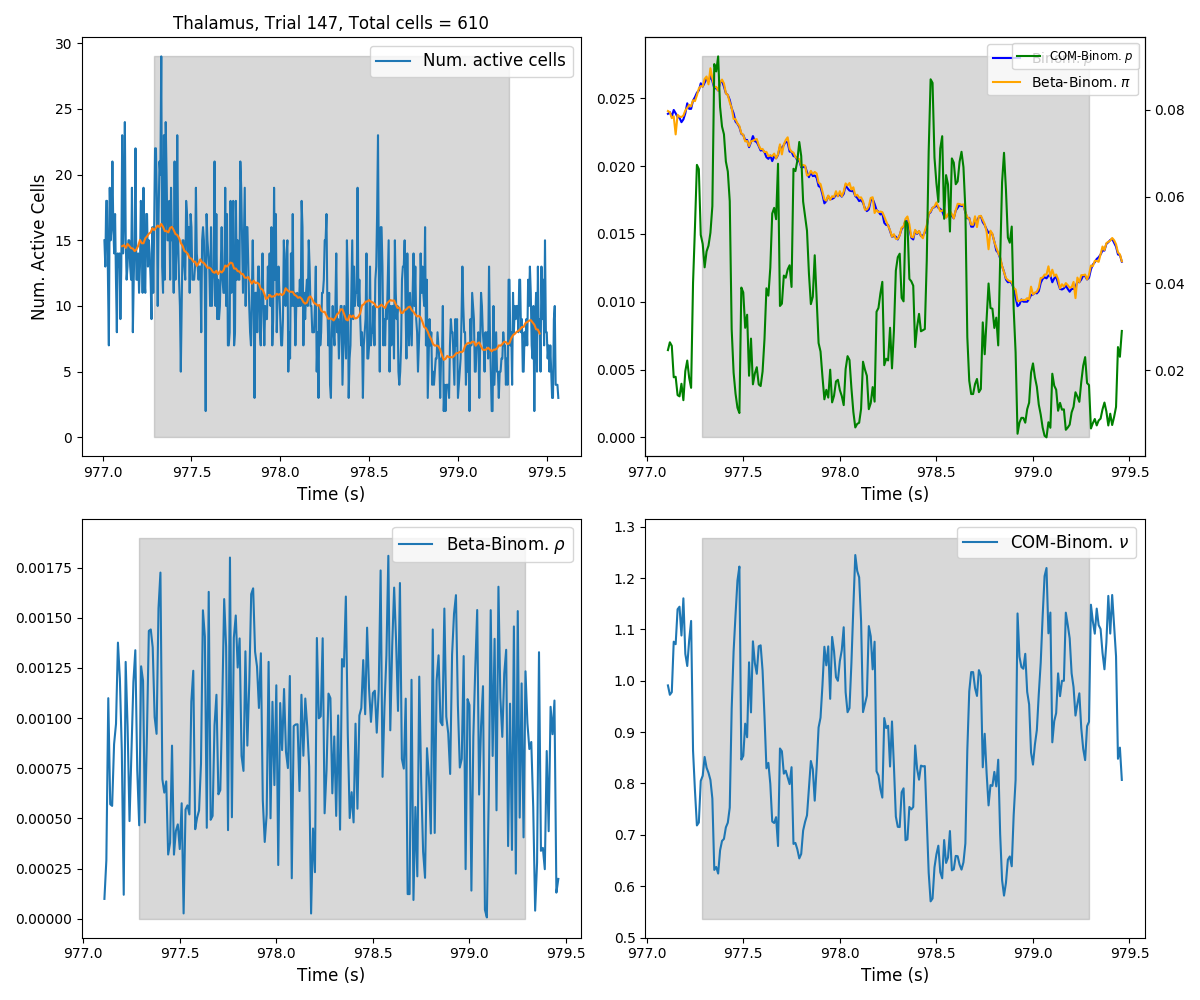 Thalamus, Trial 147, Total cells = 610
Num. active cells
30
25
20
15
10
5
0
Num. Active Cells
977.0 977.5 978.0 978.5 979.0 979.5
Time (s)
COM-Binom. p
Beta-Binom. π
0.025
0.020
0.015
0.010
0.005
0.000
0.08
0.06
0.04
0.02
977.0 977.5 978.0 978.5 979.0 979.5
Time (s)
Beta-Binom. ρ
0.00175
0.00150
0.00125
0.00100
0.00075
0.00050
0.00025
0.00000
977.0 977.5 978.0 978.5 979.0 979.5
Time (s)
COM-Binom. ν
1.3
1.2
1.1
1.0
0.9
0.8
0.7
0.6
0.5
977.0 977.5 978.0 978.5 979.0 979.5
Time (s)